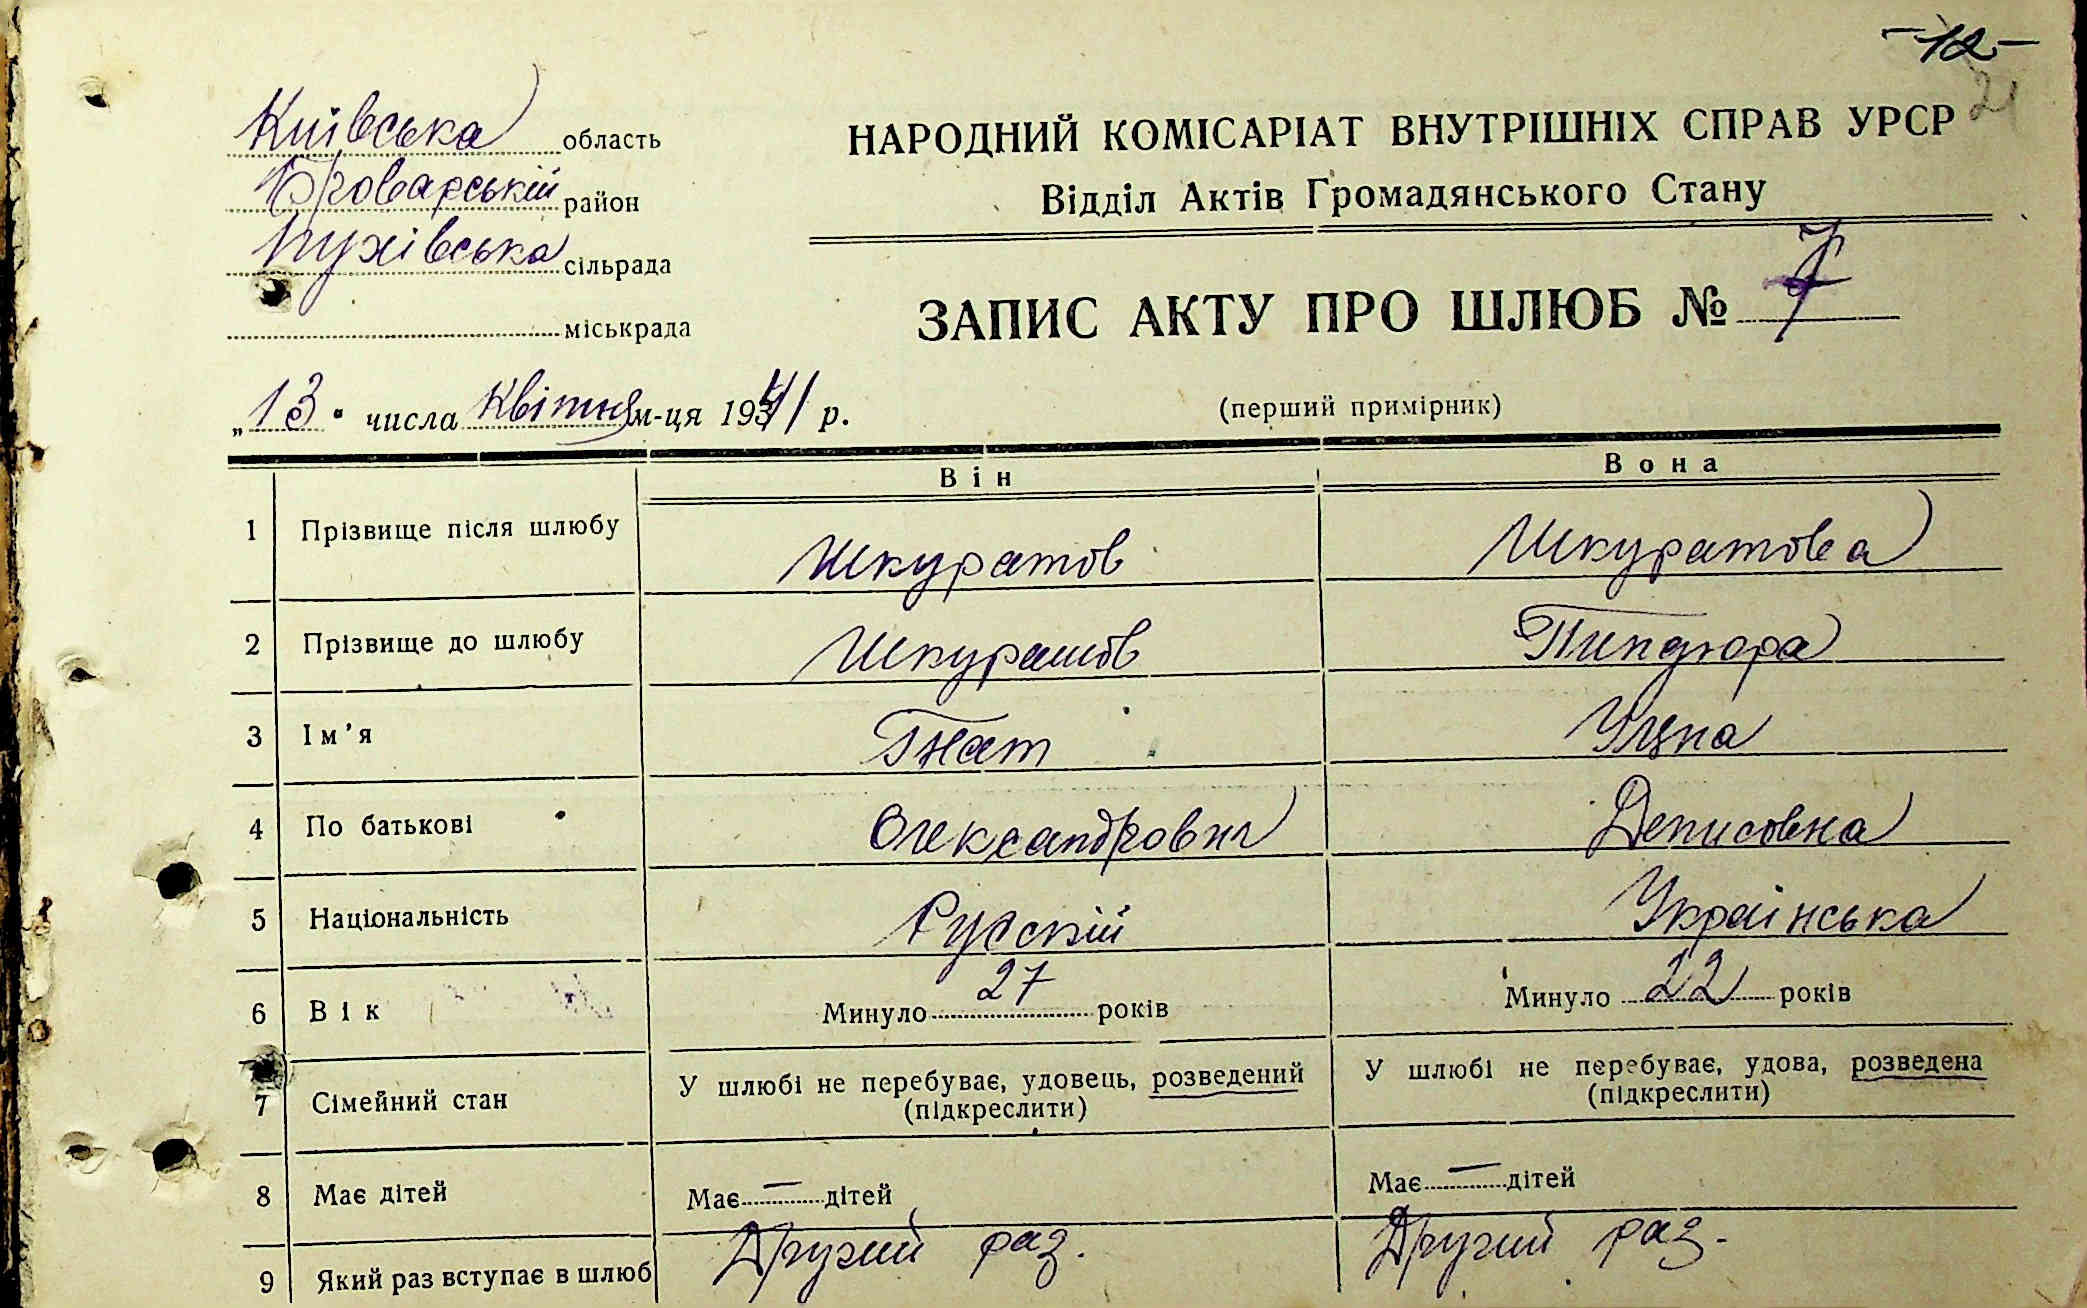 -12-
21
Київська область
Броварський район
Пухівська сільрада
міськрада
НАРОДНИЙ КОМІСАРІАТ ВНУТРІШНІХ СПРАВ УРСР
Відділ Актів Громадянського Стану
ЗАПИС АКТУ ПРО ШЛЮБ № 7
„13" числа Квітня м-ця 1941 р.
(перший примірник)
Він Вона
1 Прізвище після шлюбу Шкуратов Шкуратова
2 Прізвище до шлюбу Шкуратов Пиндюра
3 Ім'я Гнат
4 По батькові Олександрович Денисовна
5 Національність Русскій Українська
6 Вік Минуло 27 років Минуло 22 років
7 Сімейний стан У шлюбі не перебуває, удовець, розведений (підкреслити) У шлюбі не перебуває, удова, розведена (підкреслити)
8 Має дітей Має — дітей Має — дітей
9 Який раз вступає в шлюб Другий раз. Другий раз.